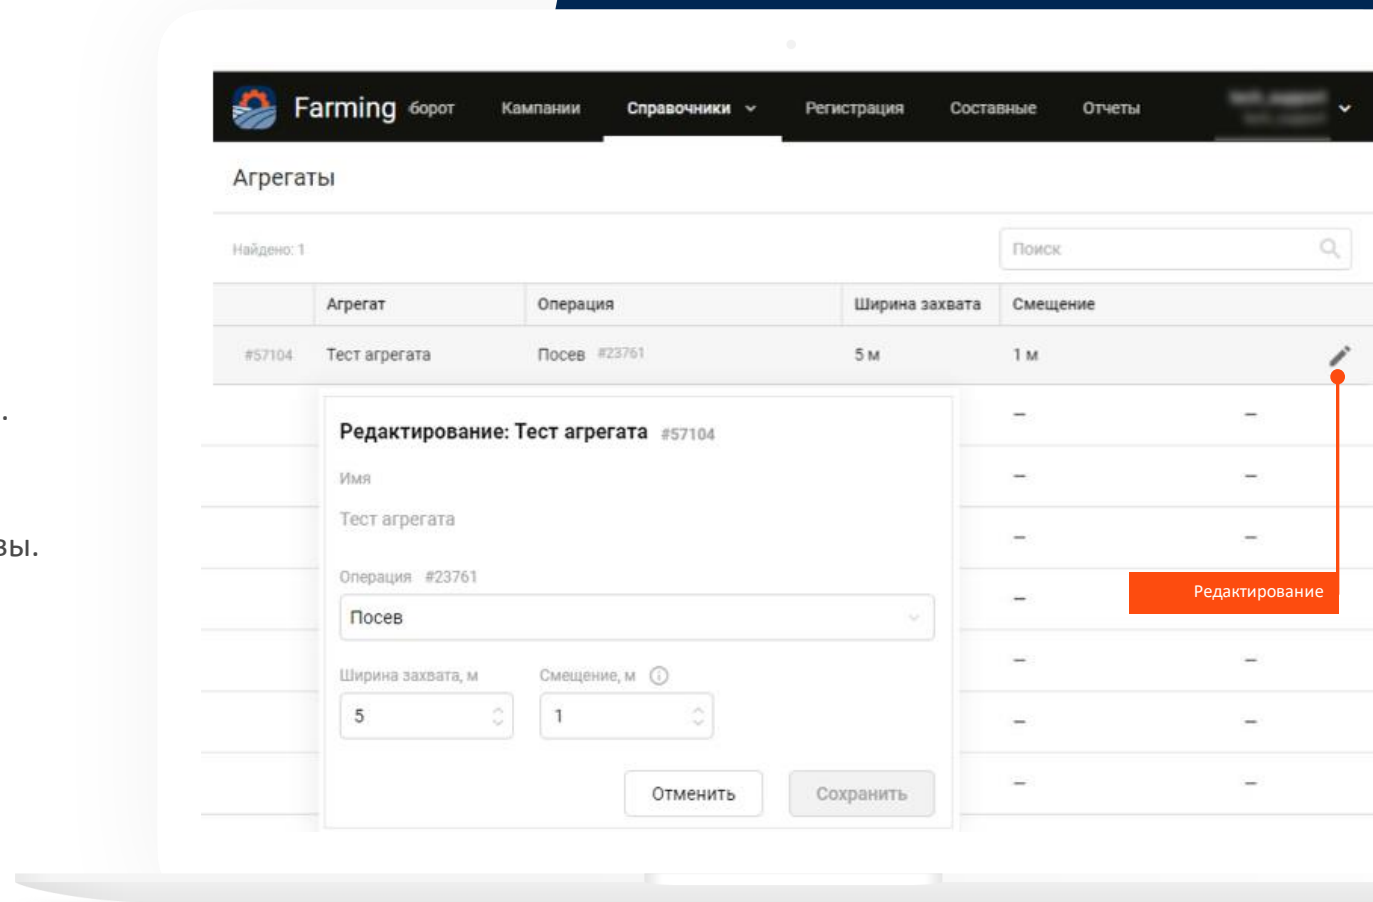 Farming борот Кампании Справочники Регистрация Составные Отчеты
Агрегаты
Найдено: 1 Поиск
Агрегат Операция Ширина захвата Смещение
#57104 Тест агрегата Посев #23761 5 м 1 м
.
– –
Редактирование: Тест агрегата #57104
Имя
– –
Тест агрегата
– –
вы.
Операция #23761
– Редактирование
Посев
Ширина захвата, м Смещение, м
– –
5 1
– –
Отменить Сохранить
– –